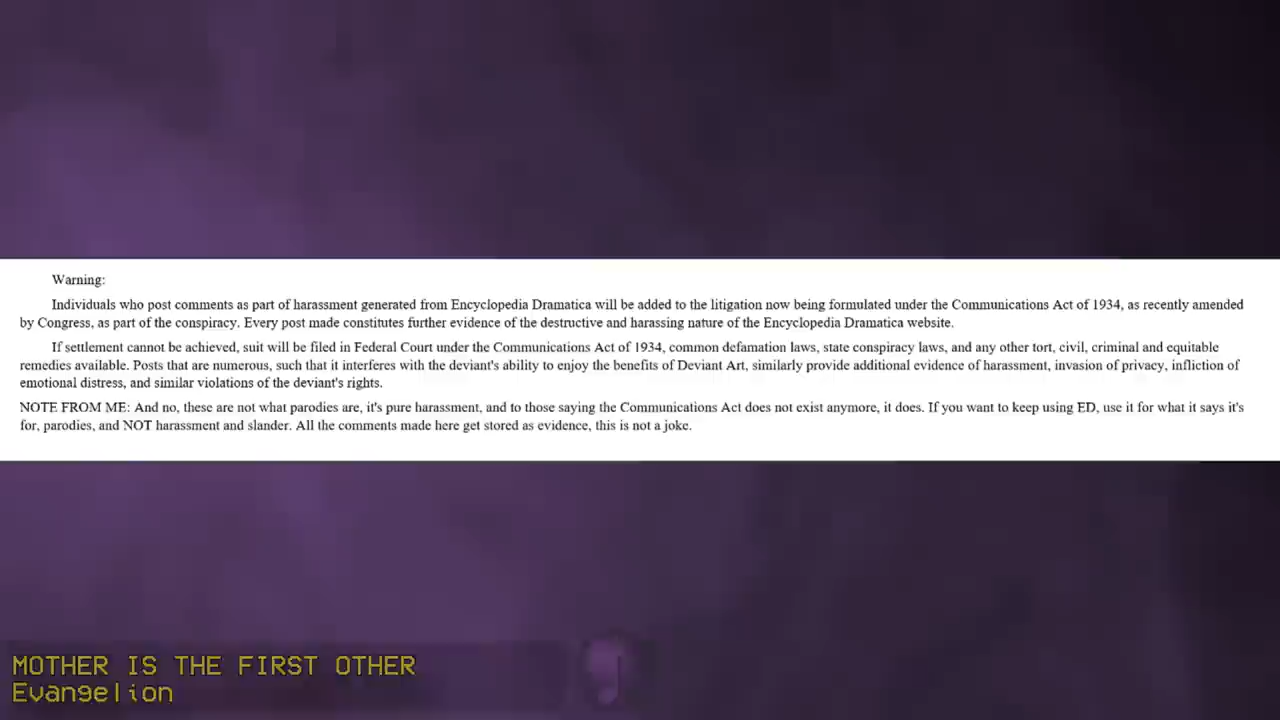 Warning:
Individuals who post comments as part of harassment generated from Encyclopedia Dramatica will be added to the litigation now being formulated under the Communications Act of 1934, as recently amended
by Congress, as part of the conspiracy. Every post made constitutes further evidence of the destructive and harassing nature of the Encyclopedia Dramatica website.
If settlement cannot be achieved, suit will be filed in Federal Court under the Communications Act of 1934, common defamation laws, state conspiracy laws, and any other tort, civil, criminal and equitable
remedies available. Posts that are numerous, such that it interferes with the deviant's ability to enjoy the benefits of Deviant Art, similarly provide additional evidence of harassment, invasion of privacy, infliction of
emotional distress, and similar violations of the deviant's rights.
NOTE FROM ME: And no, these are not what parodies are, it's pure harassment, and to those saying the Communications Act does not exist anymore, it does. If you want to keep using ED, use it for what it says it's
for, parodies, and NOT harassment and slander. All the comments made here get stored as evidence, this is not a joke.
MOTHER IS THE FIRST OTHER
Evangelion